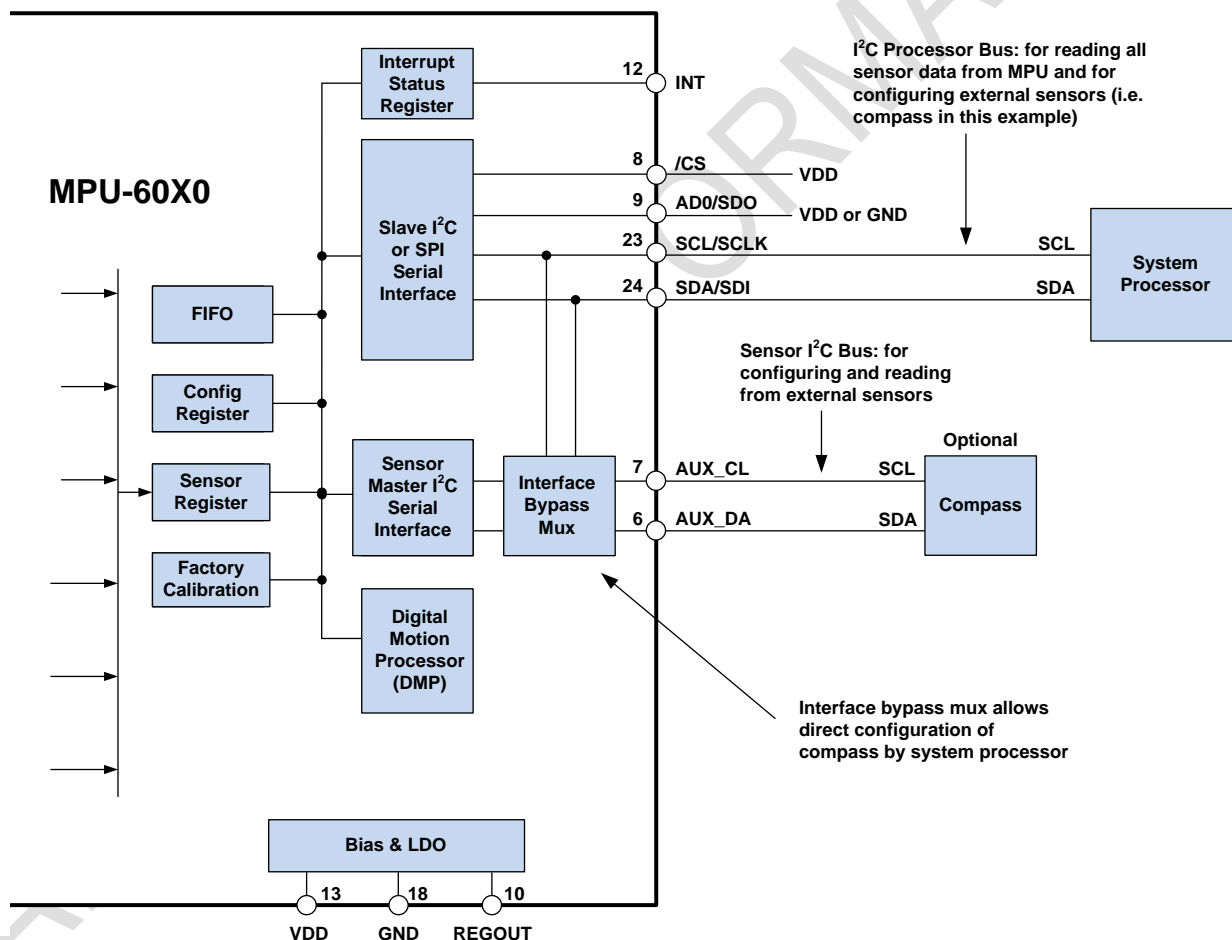 MPU-60X0
Interrupt
Status
Register
12
INT
I²C Processor Bus: for reading all
sensor data from MPU and for
configuring external sensors (i.e.
compass in this example)
Slave I²C
or SPI
Serial
Interface
8
/CS
VDD
9
AD0/SDO
VDD or GND
23
SCL/SCLK
SCL
24
SDA/SDI
SDA
System
Processor
FIFO
Config
Register
Sensor
Register
Factory
Calibration
Sensor I²C Bus: for
configuring and reading
from external sensors
Sensor
Master I²C
Serial
Interface
Interface
Bypass
Mux
7
AUX_CL
SCL
6
AUX_DA
SDA
Optional
Compass
Digital
Motion
Processor
(DMP)
Interface bypass mux allows
direct configuration of
compass by system processor
Bias & LDO
13
18
10
VDD
GND
REGOUT
ORMA